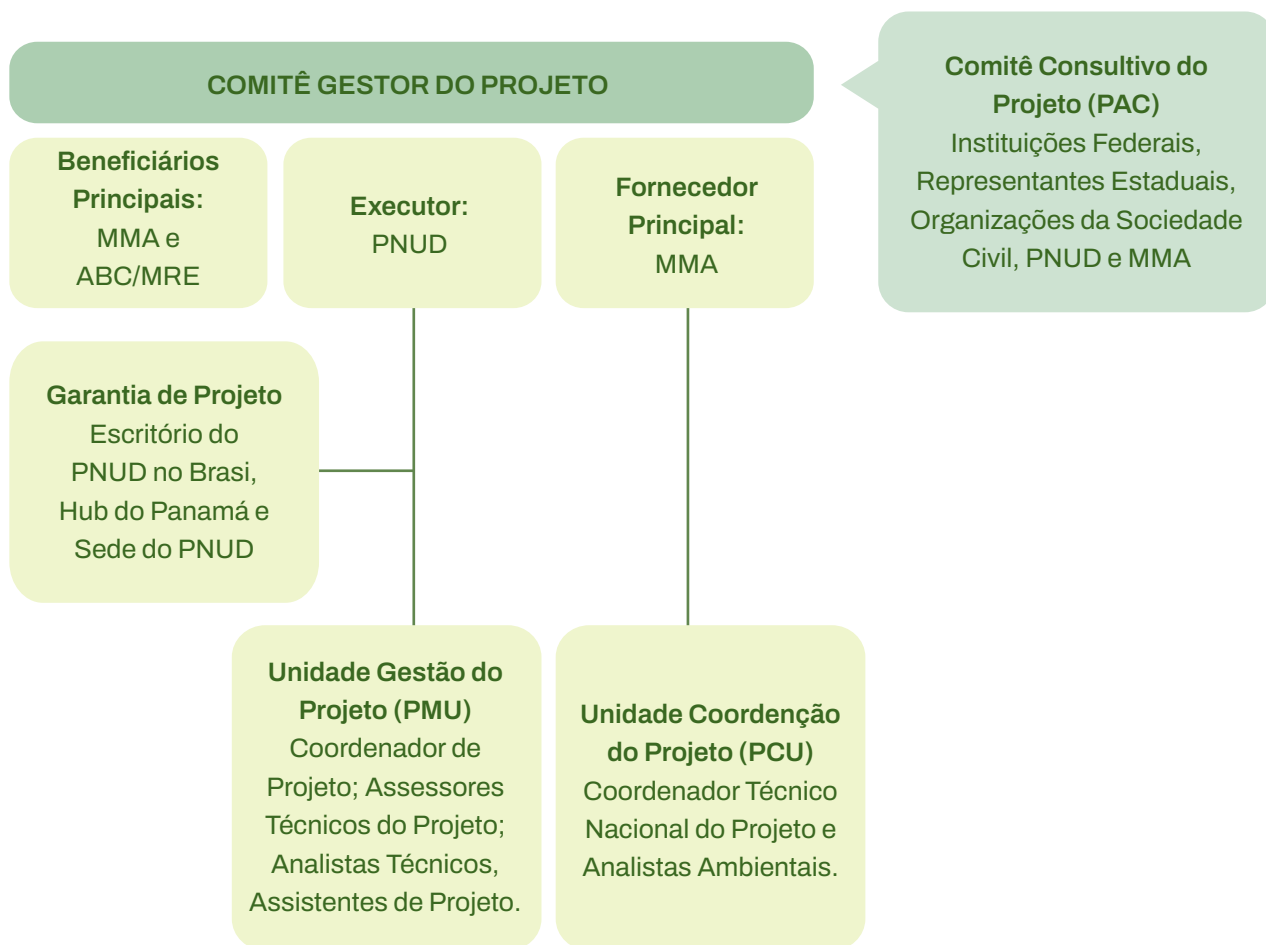 COMITÊ GESTOR DO PROJETO
Beneficiários
Principais:
MMA e
ABC/MRE
Executor:
PNUD
Fornecedor
Principal:
MMA
Comitê Consultivo do
Projeto (PAC)
Instituições Federais,
Representantes Estaduais,
Organizações da Sociedade
Civil, PNUD e MMA
Garantia de Projeto
Escritório do
PNUD no Brasi,
Hub do Panamá e
Sede do PNUD
Unidade Gestão do
Projeto (PMU)
Coordenador de
Projeto; Assessores
Técnicos do Projeto;
Analistas Técnicos,
Assistentes de Projeto.
Unidade Coordenção
do Projeto (PCU)
Coordenador Técnico
Nacional do Projeto e
Analistas Ambientais.